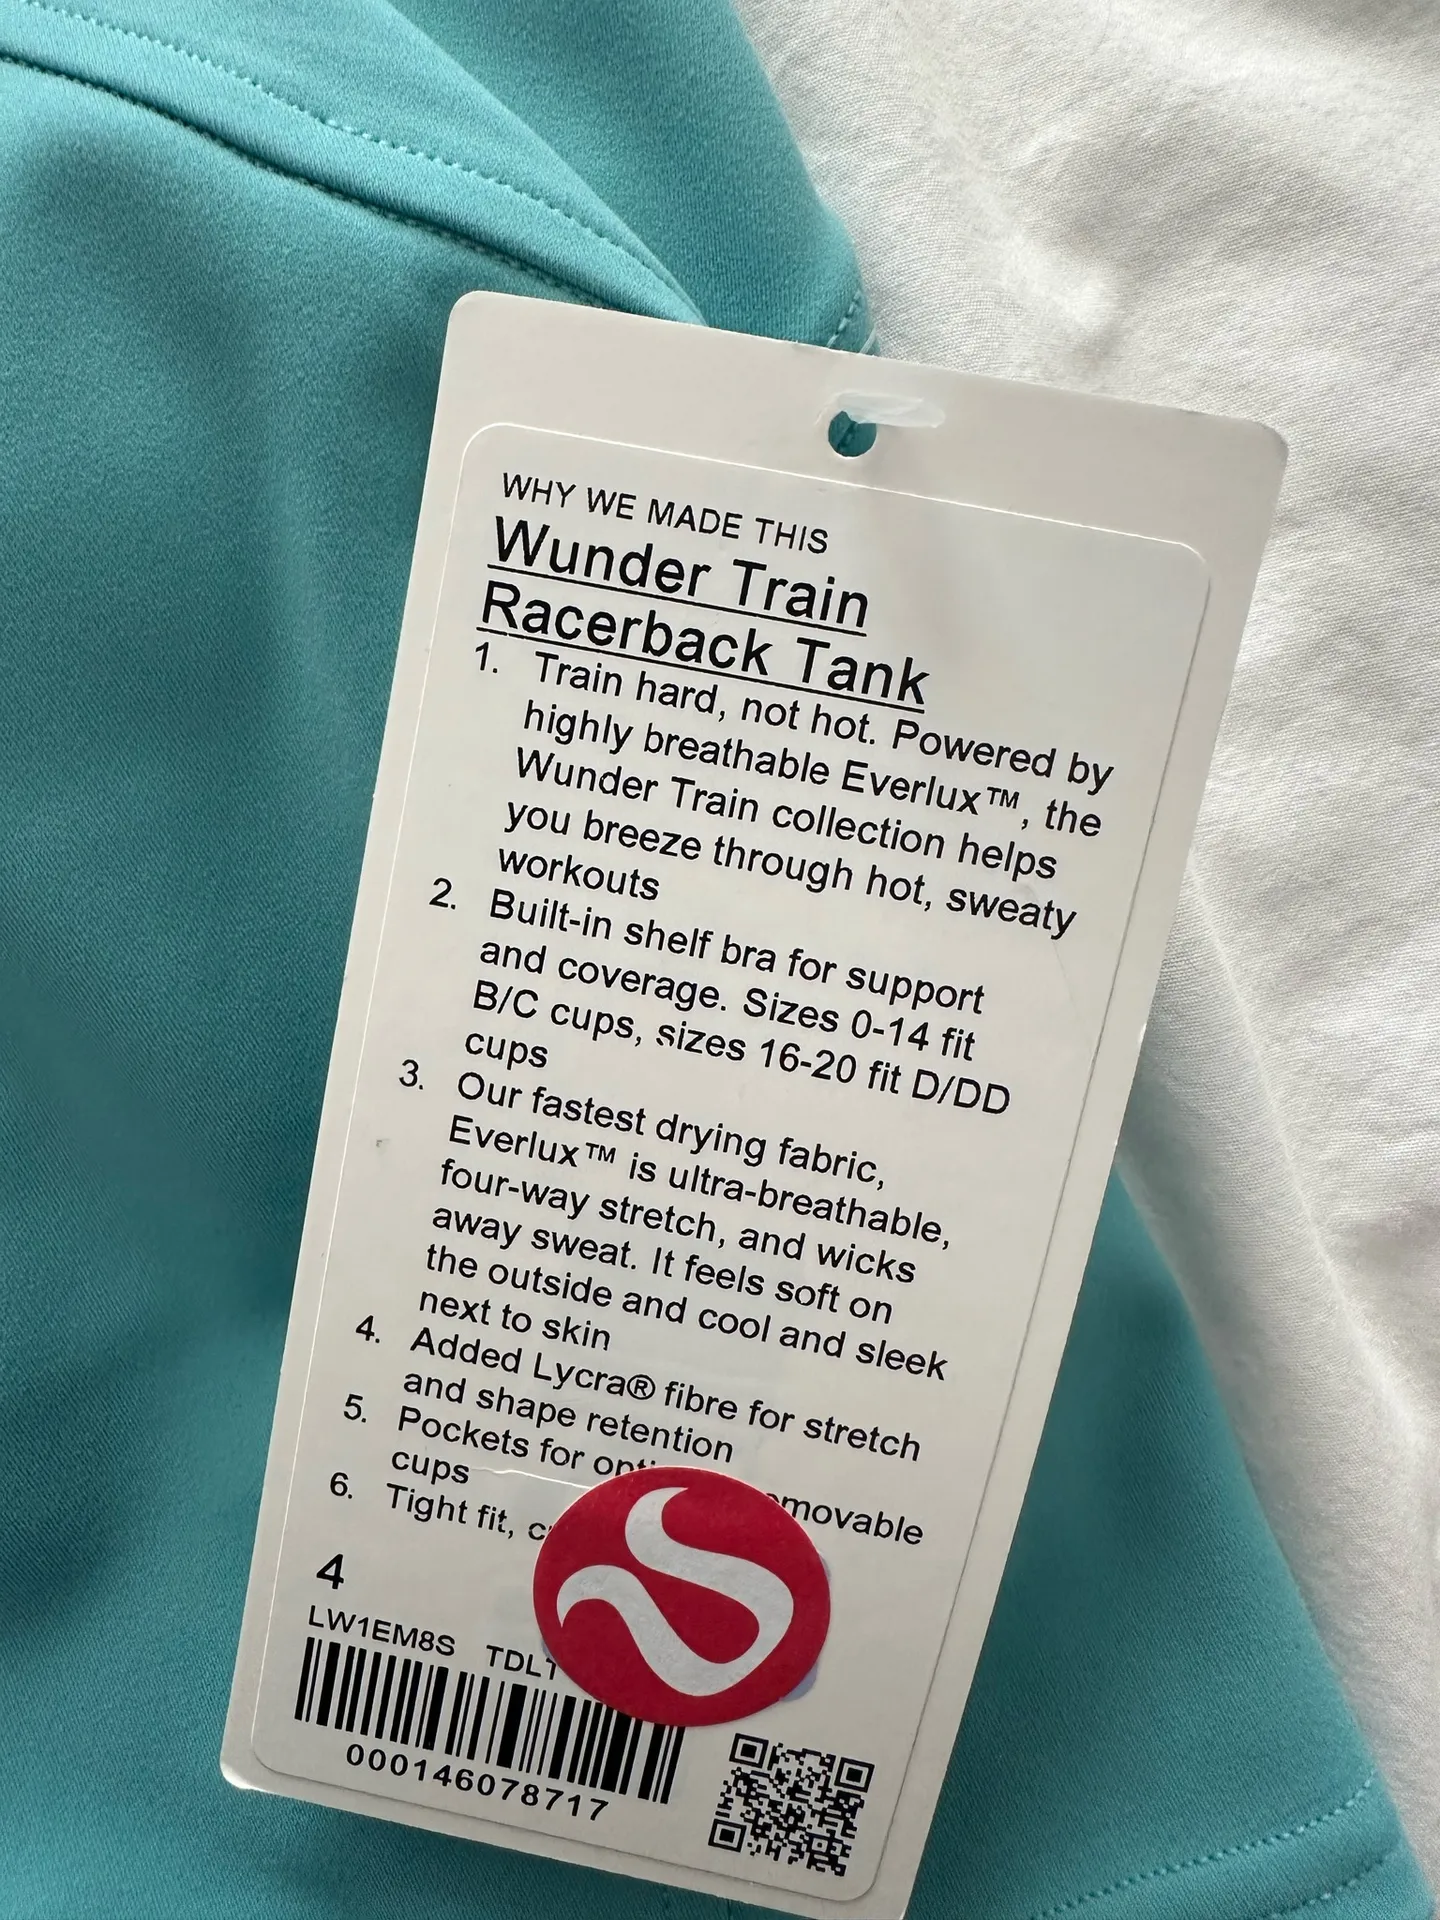 WHY WE MADE THIS
Wunder Train
Racerback Tank
1. Train hard, not hot. Powered by
highly breathable Everlux™, the
Wunder Train collection helps
you breeze through hot, sweaty
workouts
2. Built-in shelf bra for support
and coverage. Sizes 0-14 fit
B/C cups, sizes 16-20 fit D/DD
cups
3. Our fastest drying fabric,
Everlux™ is ultra-breathable,
four-way stretch, and wicks
away sweat. It feels soft on
the outside and cool and sleek
next to skin
4. Added Lycra® fibre for stretch
and shape retention
5. Pockets for
cups
6. Tight fit,
4
LW1EM8S
000146078717